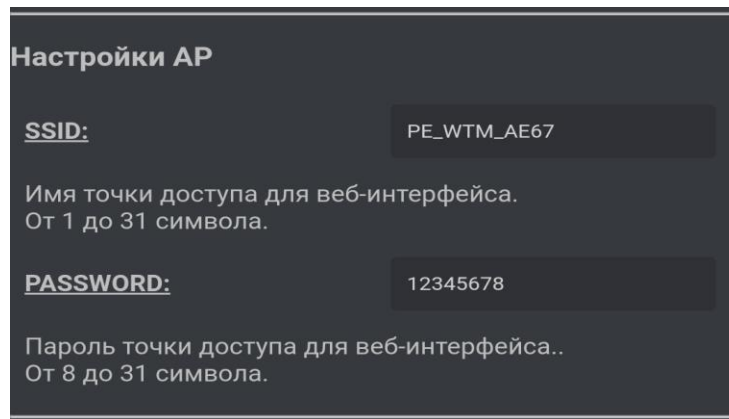 Настройки AP
SSID:
PE_WTM_AE67
Имя точки доступа для веб-интерфейса.
От 1 до 31 символа.
PASSWORD:
12345678
Пароль точки доступа для веб-интерфейса..
От 8 до 31 символа.